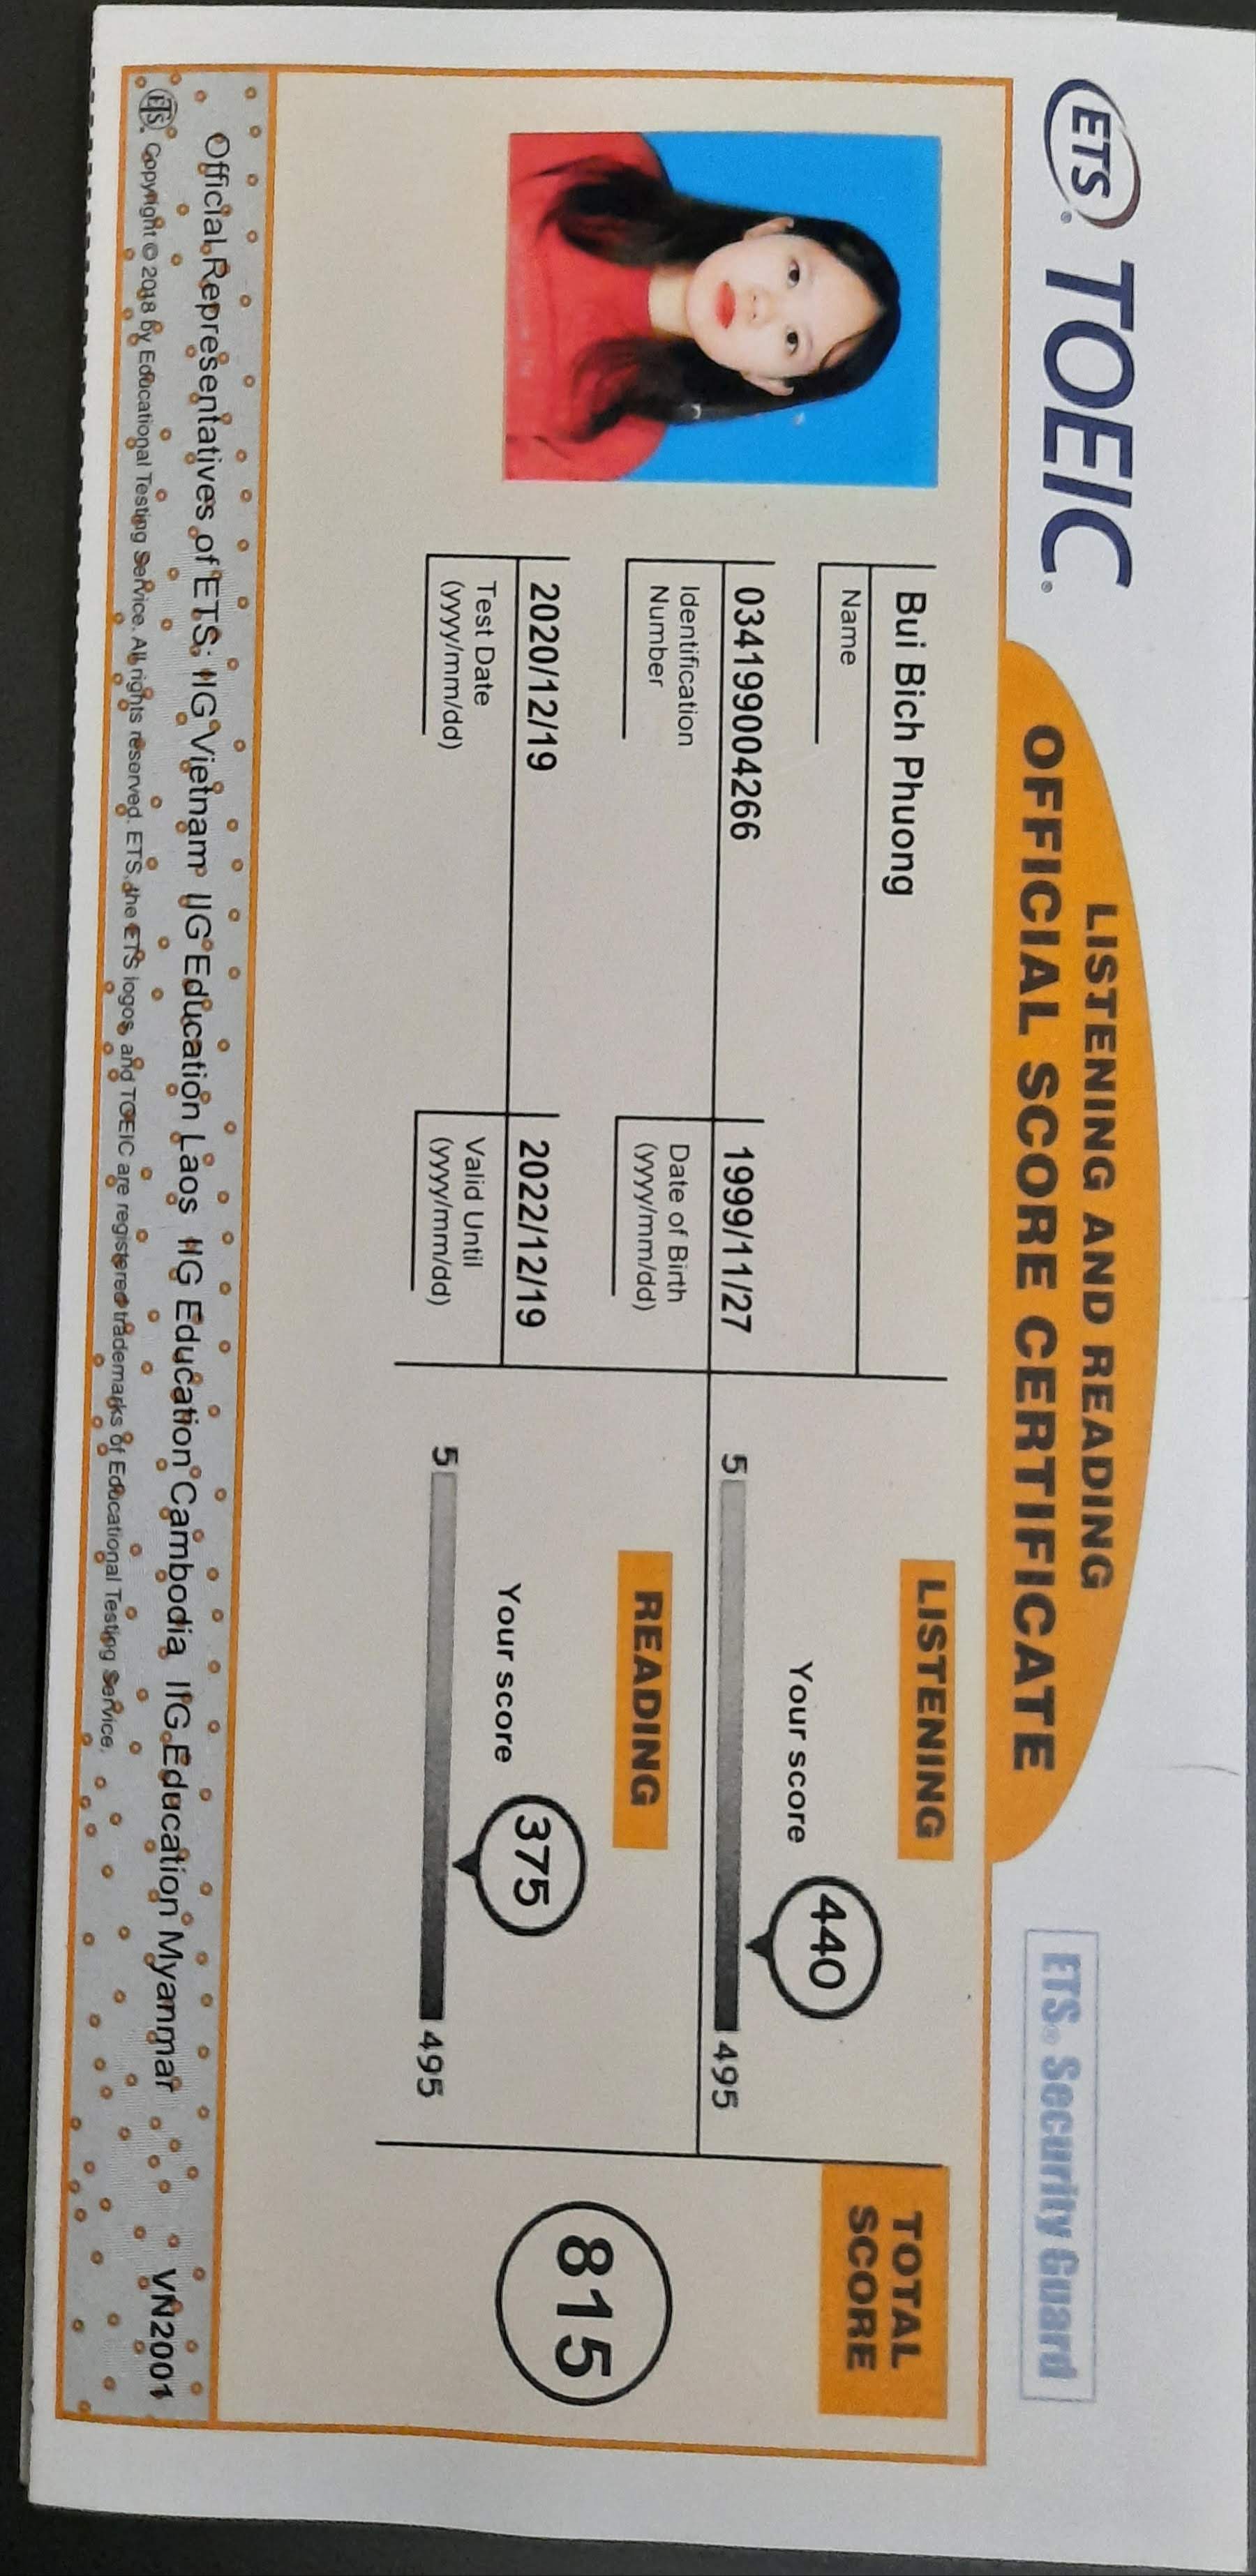 ETS® TOEIC®
LISTENING AND READING
OFFICIAL SCORE CERTIFICATE
ETS® Security Guard
Bui Bich Phuong
Name
034199004266
Identification
Number
1999/11/27
Date of Birth
(yyyy/mm/dd)
2020/12/19
Test Date
(yyyy/mm/dd)
2022/12/19
Valid Until
(yyyy/mm/dd)
LISTENING
Your score 440
5 495
READING
Your score 375
5 495
TOTAL
SCORE
815
Official Representatives of ETS: IIG Vietnam IIG Education Laos IIG Education Cambodia IIG Education Myanmar
VN2001
ETS® Copyright © 2018 by Educational Testing Service. All rights reserved. ETS, the ETS logos, and TOEIC are registered trademarks of Educational Testing Service.